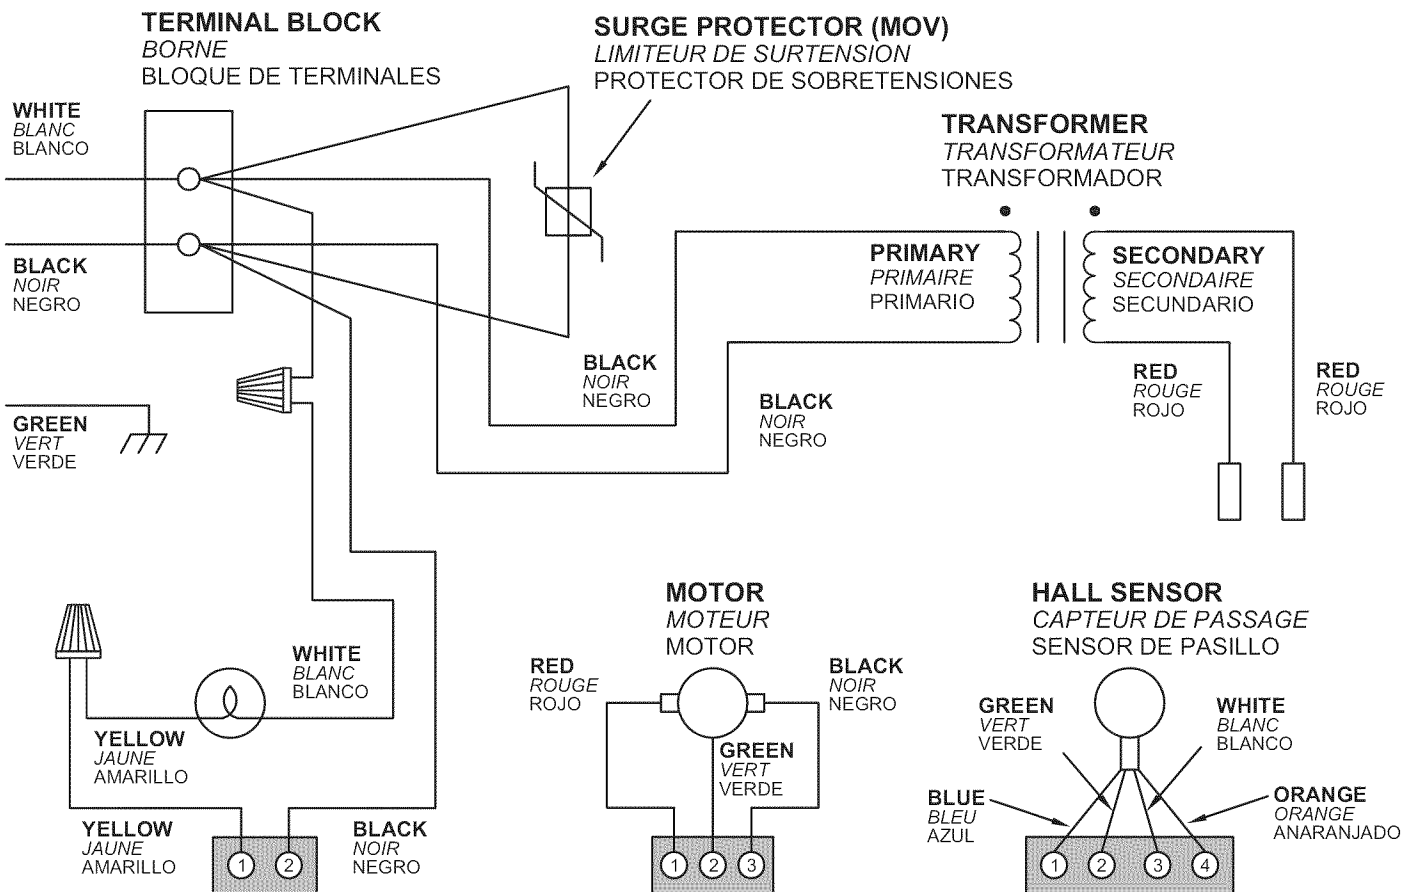 TERMINAL BLOCK
BORNE
BLOQUE DE TERMINALES
SURGE PROTECTOR (MOV)
LIMITEUR DE SURTENSION
PROTECTOR DE SOBRETENSIONES
WHITE
BLANC
BLANCO
TRANSFORMER
TRANSFORMATEUR
TRANSFORMADOR
BLACK
NOIR
NEGRO
PRIMARY
PRIMAIRE
PRIMARIO
SECONDARY
SECONDAIRE
SECUNDARIO
BLACK
NOIR
NEGRO
BLACK
NOIR
NEGRO
RED
ROUGE
ROJO
RED
ROUGE
ROJO
GREEN
VERT
VERDE
WHITE
BLANC
BLANCO
YELLOW
JAUNE
AMARILLO
YELLOW
JAUNE
AMARILLO
BLACK
NOIR
NEGRO
1
2
MOTOR
MOTEUR
MOTOR
RED
ROUGE
ROJO
BLACK
NOIR
NEGRO
GREEN
VERT
VERDE
1
2
3
HALL SENSOR
CAPTEUR DE PASSAGE
SENSOR DE PASILLO
GREEN
VERT
VERDE
WHITE
BLANC
BLANCO
BLUE
BLEU
AZUL
ORANGE
ORANGE
ANARANJADO
1
2
3
4